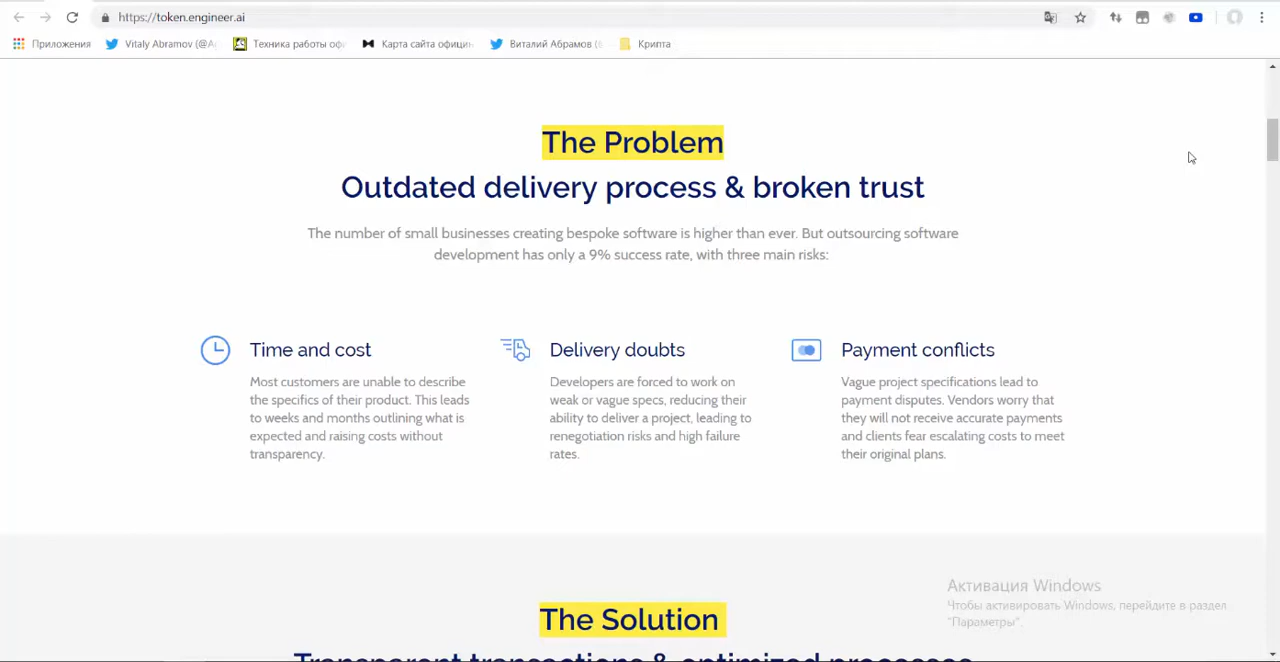 https://token.engineer.ai
Приложения
Vitaly Abramov (@A
Техника работы оф
Карта сайта офици
Виталий Абрамов (
Крипта
The Problem
Outdated delivery process & broken trust
The number of small businesses creating bespoke software is higher than ever. But outsourcing software
development has only a 9% success rate, with three main risks:
Time and cost
Most customers are unable to describe
the specifics of their product. This leads
to weeks and months outlining what is
expected and raising costs without
transparency.
Delivery doubts
Developers are forced to work on
weak or vague specs, reducing their
ability to deliver a project, leading to
renegotiation risks and high failure
rates.
Payment conflicts
Vague project specifications lead to
payment disputes. Vendors worry that
they will not receive accurate payments
and clients fear escalating costs to meet
their original plans.
The Solution
Transparent transactions & optimized processes
Активация Windows
Чтобы активировать Windows, перейдите в раздел
"Параметры".